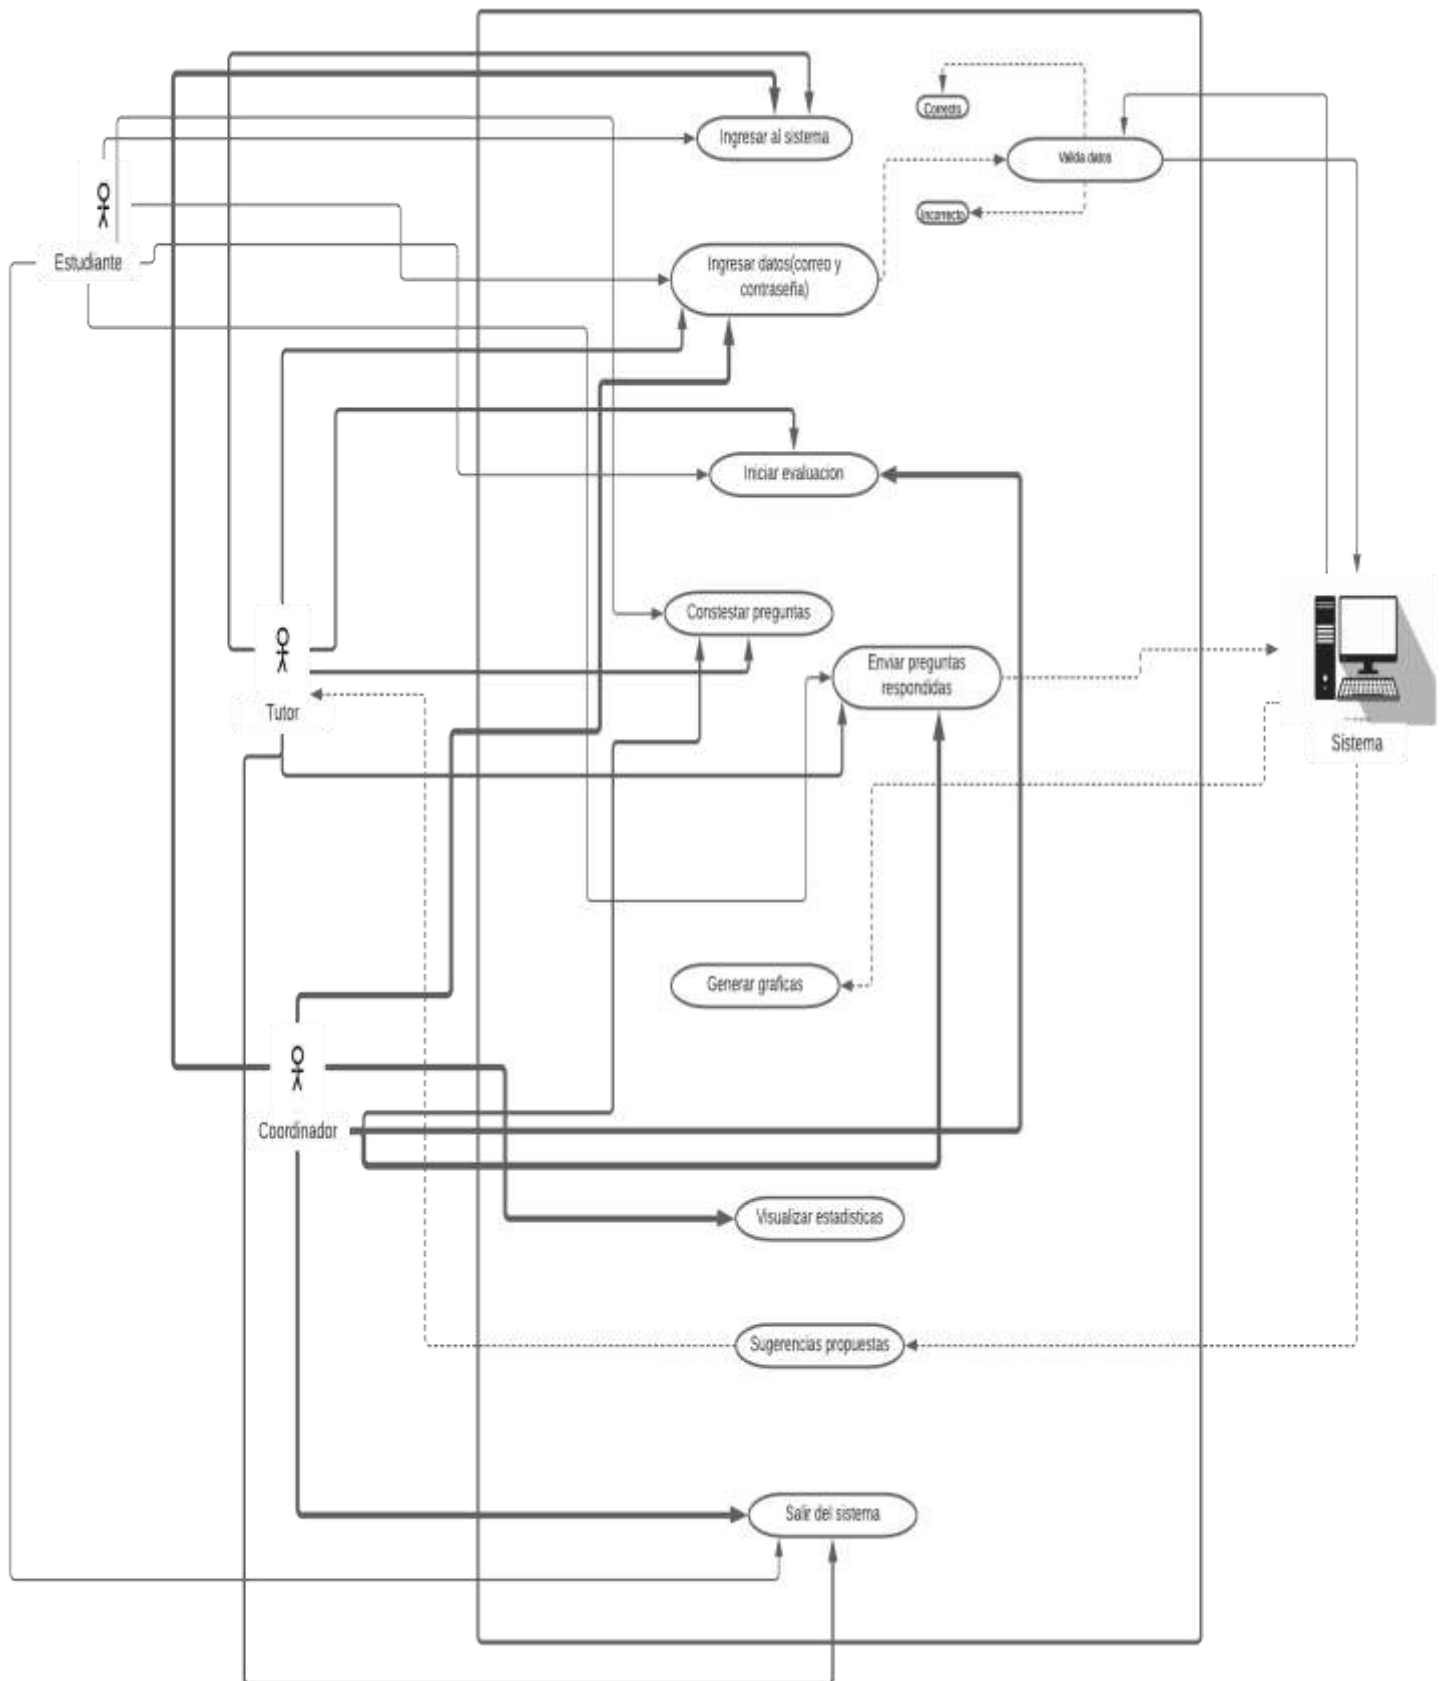 Correcto
Ingresar al sistema
Valida datos
Incorrecto
Estudiante
Ingresar datos(correo y
contraseña)
Iniciar evaluacion
Constestar preguntas
Enviar preguntas
respondidas
Tutor
Sistema
Generar graficas
Coordinador
Visualizar estadisticas
Sugerencias propuestas
Salir del sistema